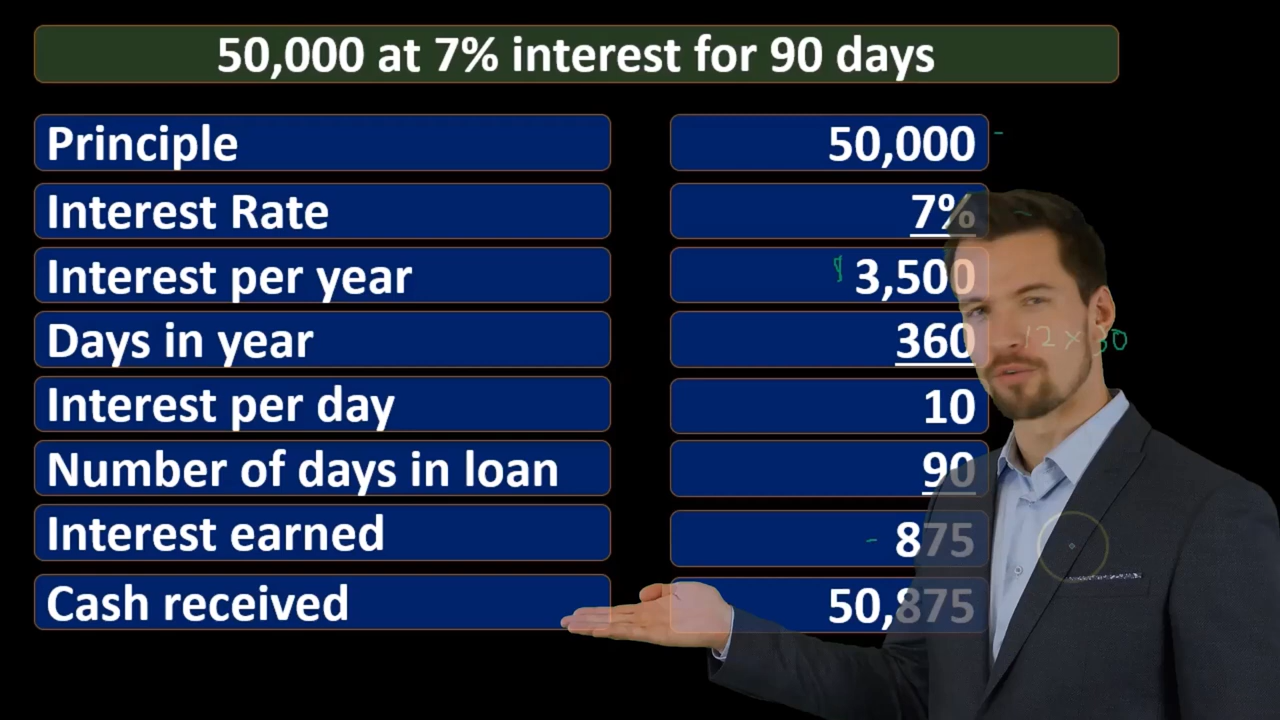 50,000 at 7% interest for 90 days
Principle 50,000
Interest Rate 7%
Interest per year 3,500
Days in year 360 12 x 30
Interest per day 10
Number of days in loan 90
Interest earned 875
Cash received 50,875